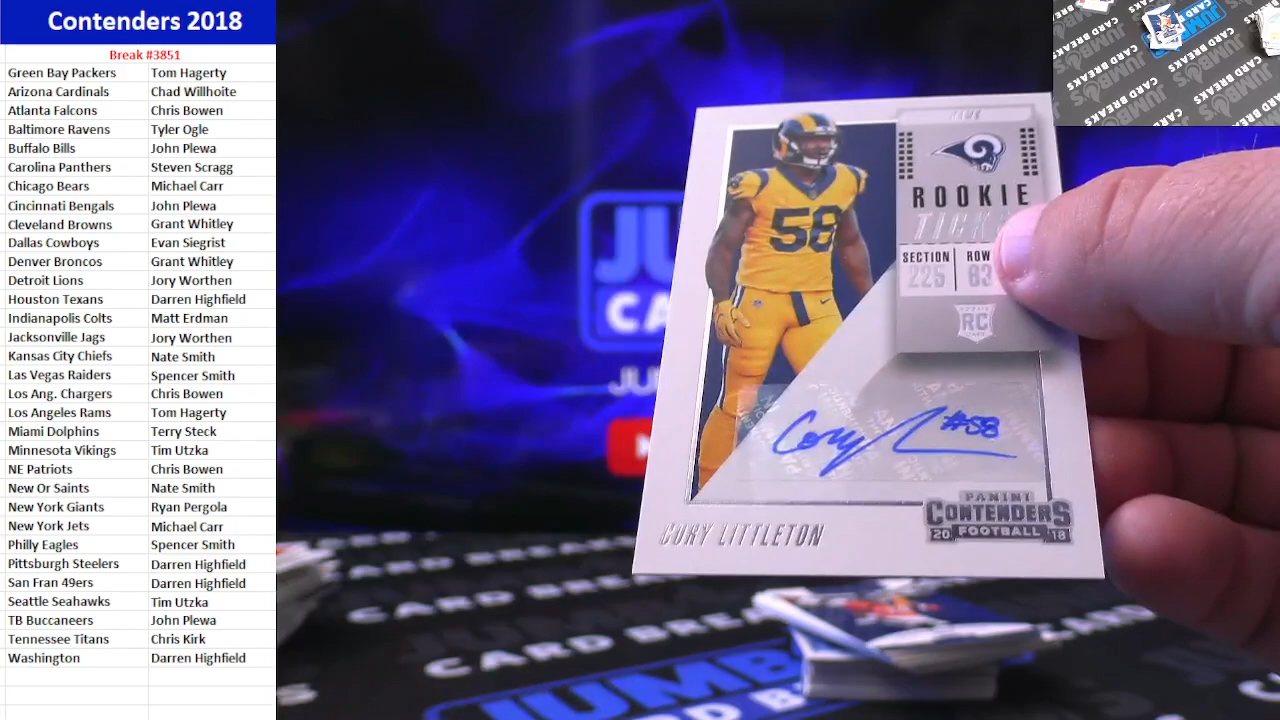 Contenders 2018
Break #3851
Green Bay Packers Tom Hagerty
Arizona Cardinals Chad Willhoite
Atlanta Falcons Chris Bowen
Baltimore Ravens Tyler Ogle
Buffalo Bills John Plewa
Carolina Panthers Steven Scragg
Chicago Bears Michael Carr
Cincinnati Bengals John Plewa
Cleveland Browns Grant Whitley
Dallas Cowboys Evan Siegrist
Denver Broncos Grant Whitley
Detroit Lions Jory Worthen
Houston Texans Darren Highfield
Indianapolis Colts Matt Erdman
Jacksonville Jags Jory Worthen
Kansas City Chiefs Nate Smith
Las Vegas Raiders Spencer Smith
Los Ang. Chargers Chris Bowen
Los Angeles Rams Tom Hagerty
Miami Dolphins Terry Steck
Minnesota Vikings Tim Utzka
NE Patriots Chris Bowen
New Or Saints Nate Smith
New York Giants Ryan Pergola
New York Jets Michael Carr
Philly Eagles Spencer Smith
Pittsburgh Steelers Darren Highfield
San Fran 49ers Darren Highfield
Seattle Seahawks Tim Utzka
TB Buccaneers John Plewa
Tennessee Titans Chris Kirk
Washington Darren Highfield
ROOKIE
SECTION ROW
225 83
RC
58
Cory #58
PANINI
CONTENDERS
20 FOOTBALL 18
CORY LITTLETON
JU
CA
JUMB
CARD B
CARD BREAKS
CARD BREAKS
CARD BREAKS